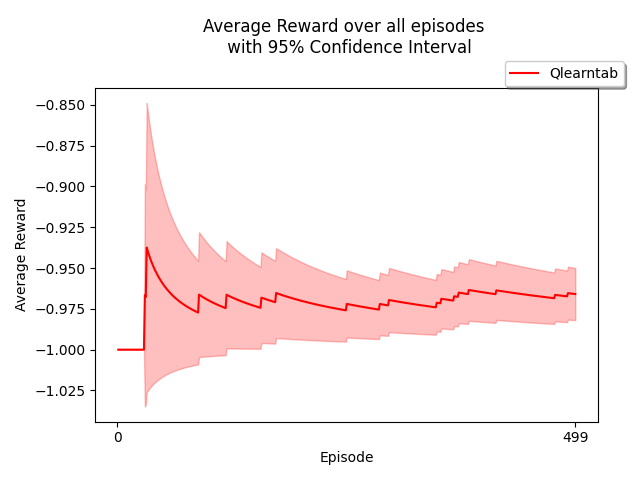 Average Reward over all episodes
with 95% Confidence Interval
Qlearntab
−0.850
−0.875
−0.900
−0.925
−0.950
−0.975
−1.000
−1.025
Average Reward
0
499
Episode